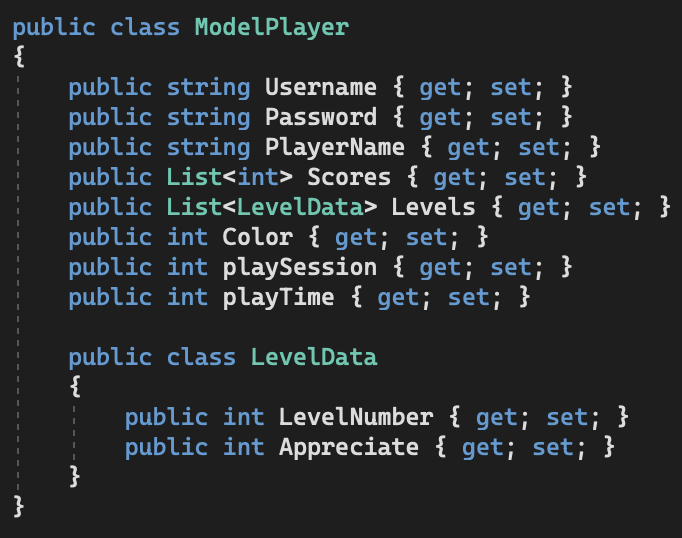 public class ModelPlayer
{
    public string Username { get; set; }
    public string Password { get; set; }
    public string PlayerName { get; set; }
    public List<int> Scores { get; set; }
    public List<LevelData> Levels { get; set; }
    public int Color { get; set; }
    public int playSession { get; set; }
    public int playTime { get; set; }

    public class LevelData
    {
        public int LevelNumber { get; set; }
        public int Appreciate { get; set; }
    }
}